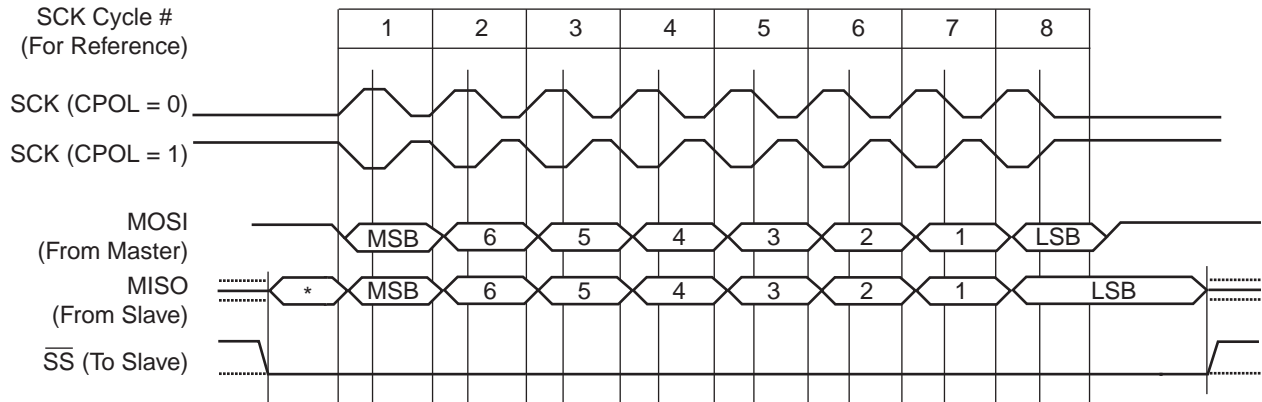 SCK Cycle #
(For Reference)
1 2 3 4 5 6 7 8
SCK (CPOL = 0)
SCK (CPOL = 1)
MOSI
(From Master)
MSB 6 5 4 3 2 1 LSB
MISO
(From Slave)
* MSB 6 5 4 3 2 1 LSB
S̅S̅ (To Slave)